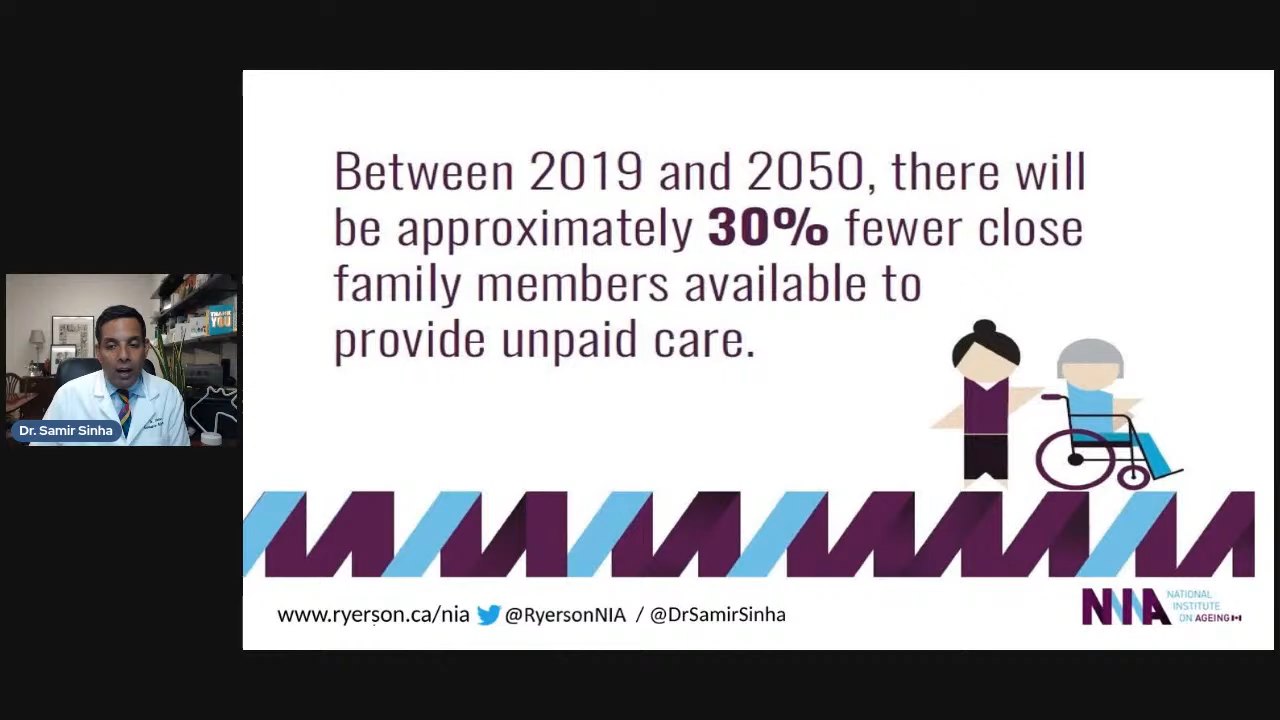 Between 2019 and 2050, there will
be approximately 30% fewer close
family members available to
provide unpaid care.
THANK
YOU
Dr. Samir Sinha
www.ryerson.ca/nia @RyersonNIA / @DrSamirSinha
NIA
NATIONAL
INSTITUTE
ON AGEING